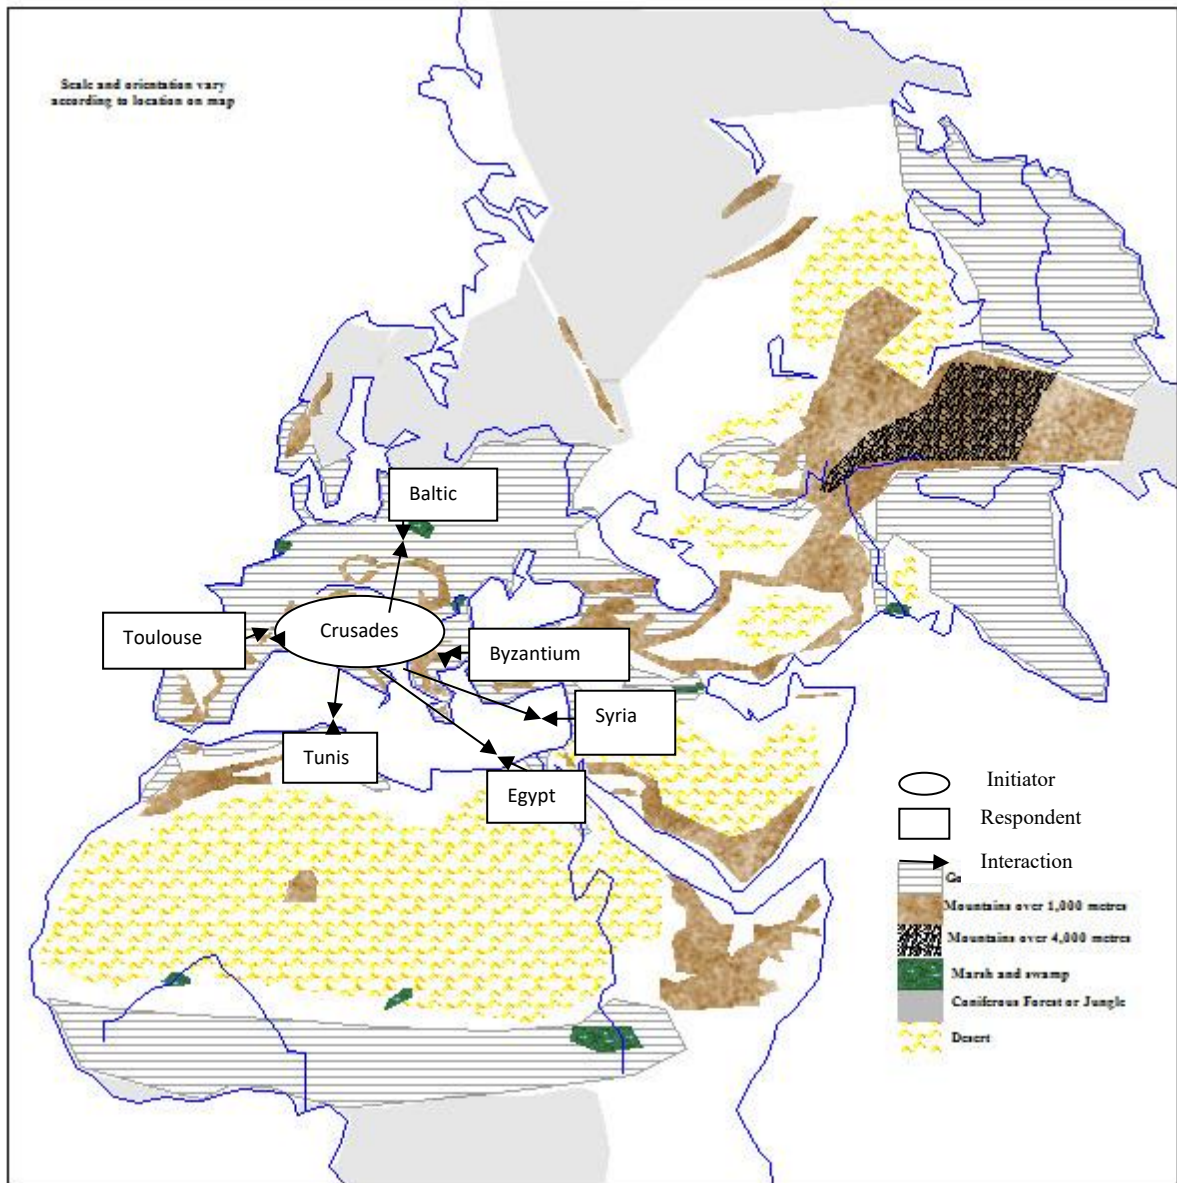 Scale and orientation vary
according to location on map
Baltic
Toulouse
Crusades
Byzantium
Syria
Tunis
Egypt
Initiator
Respondent
Interaction
Mountains over 1,000 metres
Mountains over 4,000 metres
Marsh and swamp
Coniferous Forest or Jungle
Desert